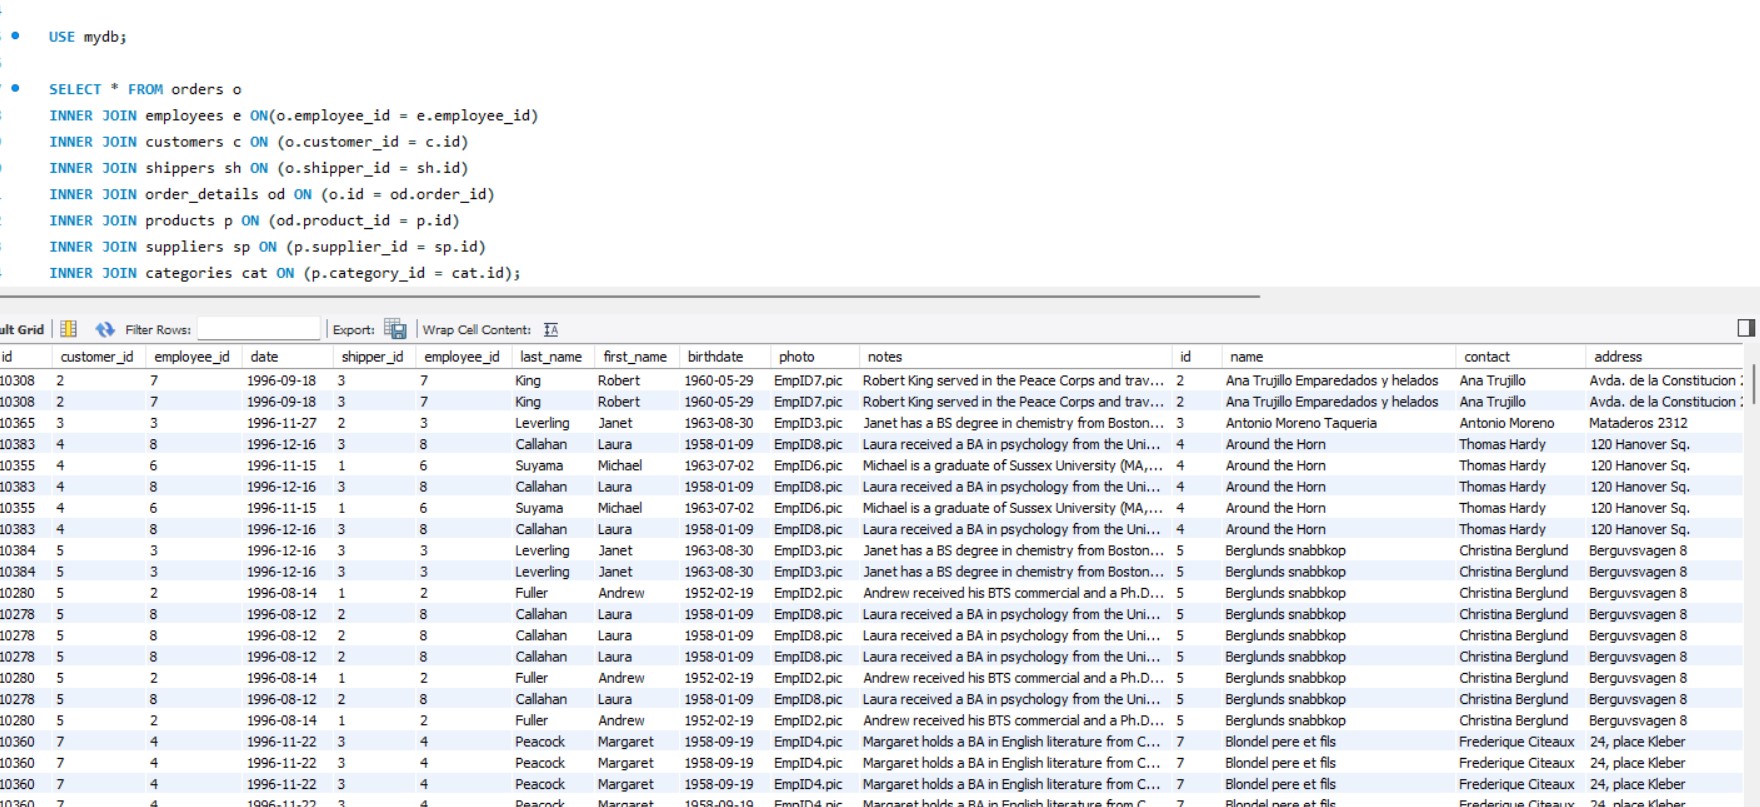 USE mydb;
SELECT * FROM orders o
INNER JOIN employees e ON(o.employee_id = e.employee_id)
INNER JOIN customers c ON (o.customer_id = c.id)
INNER JOIN shippers sh ON (o.shipper_id = sh.id)
INNER JOIN order_details od ON (o.id = od.order_id)
INNER JOIN products p ON (od.product_id = p.id)
INNER JOIN suppliers sp ON (p.supplier_id = sp.id)
INNER JOIN categories cat ON (p.category_id = cat.id);
ult Grid Filter Rows: Export: Wrap Cell Content:
id customer_id employee_id date shipper_id employee_id last_name first_name birthdate photo notes id name contact address
10308 2 7 1996-09-18 3 7 King Robert 1960-05-29 EmpID7.pic Robert King served in the Peace Corps and trav... 2 Ana Trujillo Emparedados y helados Ana Trujillo Avda. de la Constitucion 2
10308 2 7 1996-09-18 3 7 King Robert 1960-05-29 EmpID7.pic Robert King served in the Peace Corps and trav... 2 Ana Trujillo Emparedados y helados Ana Trujillo Avda. de la Constitucion 2
10365 3 3 1996-11-27 2 3 Leverling Janet 1963-08-30 EmpID3.pic Janet has a BS degree in chemistry from Boston... 3 Antonio Moreno Taqueria Antonio Moreno Mataderos 2312
10383 4 8 1996-12-16 3 8 Callahan Laura 1958-01-09 EmpID8.pic Laura received a BA in psychology from the Uni... 4 Around the Horn Thomas Hardy 120 Hanover Sq.
10355 4 6 1996-11-15 1 6 Suyama Michael 1963-07-02 EmpID6.pic Michael is a graduate of Sussex University (MA,... 4 Around the Horn Thomas Hardy 120 Hanover Sq.
10383 4 8 1996-12-16 3 8 Callahan Laura 1958-01-09 EmpID8.pic Laura received a BA in psychology from the Uni... 4 Around the Horn Thomas Hardy 120 Hanover Sq.
10355 4 6 1996-11-15 1 6 Suyama Michael 1963-07-02 EmpID6.pic Michael is a graduate of Sussex University (MA,... 4 Around the Horn Thomas Hardy 120 Hanover Sq.
10383 4 8 1996-12-16 3 8 Callahan Laura 1958-01-09 EmpID8.pic Laura received a BA in psychology from the Uni... 4 Around the Horn Thomas Hardy 120 Hanover Sq.
10384 5 3 1996-12-16 3 3 Leverling Janet 1963-08-30 EmpID3.pic Janet has a BS degree in chemistry from Boston... 5 Berglunds snabbkop Christina Berglund Berguvsvagen 8
10384 5 3 1996-12-16 3 3 Leverling Janet 1963-08-30 EmpID3.pic Janet has a BS degree in chemistry from Boston... 5 Berglunds snabbkop Christina Berglund Berguvsvagen 8
10280 5 2 1996-08-14 1 2 Fuller Andrew 1952-02-19 EmpID2.pic Andrew received his BTS commercial and a Ph.D... 5 Berglunds snabbkop Christina Berglund Berguvsvagen 8
10278 5 8 1996-08-12 2 8 Callahan Laura 1958-01-09 EmpID8.pic Laura received a BA in psychology from the Uni... 5 Berglunds snabbkop Christina Berglund Berguvsvagen 8
10278 5 8 1996-08-12 2 8 Callahan Laura 1958-01-09 EmpID8.pic Laura received a BA in psychology from the Uni... 5 Berglunds snabbkop Christina Berglund Berguvsvagen 8
10278 5 8 1996-08-12 2 8 Callahan Laura 1958-01-09 EmpID8.pic Laura received a BA in psychology from the Uni... 5 Berglunds snabbkop Christina Berglund Berguvsvagen 8
10280 5 2 1996-08-14 1 2 Fuller Andrew 1952-02-19 EmpID2.pic Andrew received his BTS commercial and a Ph.D... 5 Berglunds snabbkop Christina Berglund Berguvsvagen 8
10278 5 8 1996-08-12 2 8 Callahan Laura 1958-01-09 EmpID8.pic Laura received a BA in psychology from the Uni... 5 Berglunds snabbkop Christina Berglund Berguvsvagen 8
10280 5 2 1996-08-14 1 2 Fuller Andrew 1952-02-19 EmpID2.pic Andrew received his BTS commercial and a Ph.D... 5 Berglunds snabbkop Christina Berglund Berguvsvagen 8
10360 7 4 1996-11-22 3 4 Peacock Margaret 1958-09-19 EmpID4.pic Margaret holds a BA in English literature from C... 7 Blondel pere et fils Frederique Citeaux 24, place Kleber
10360 7 4 1996-11-22 3 4 Peacock Margaret 1958-09-19 EmpID4.pic Margaret holds a BA in English literature from C... 7 Blondel pere et fils Frederique Citeaux 24, place Kleber
10360 7 4 1996-11-22 3 4 Peacock Margaret 1958-09-19 EmpID4.pic Margaret holds a BA in English literature from C... 7 Blondel pere et fils Frederique Citeaux 24, place Kleber
10360 7 4 1996-11-22 3 4 Peacock Margaret 1958-09-19 EmpID4.pic Margaret holds a BA in English literature from C... 7 Blondel pere et fils Frederique Citeaux 24, place Kleber